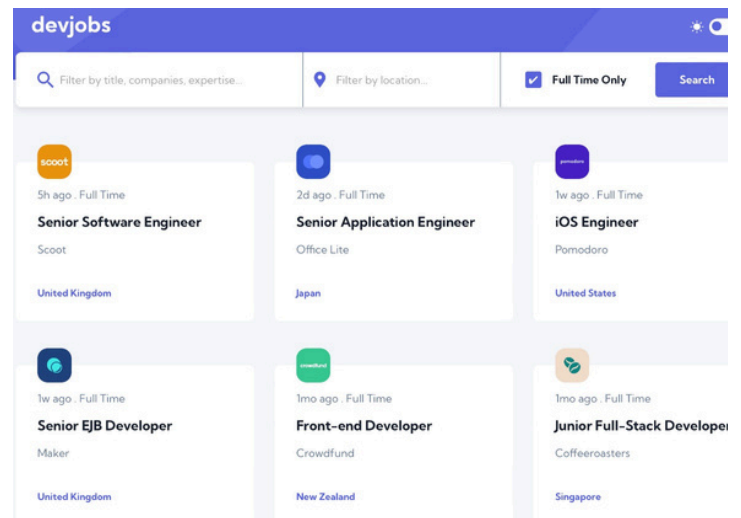 devjobs
Filter by title, companies, expertise...
Filter by location...
Full Time Only
Search
scoot
5h ago . Full Time
Senior Software Engineer
Scoot
United Kingdom
2d ago . Full Time
Senior Application Engineer
Office Lite
Japan
pomodoro
1w ago . Full Time
iOS Engineer
Pomodoro
United States
1w ago . Full Time
Senior EJB Developer
Maker
United Kingdom
crowdfund
1mo ago . Full Time
Front-end Developer
Crowdfund
New Zealand
1mo ago . Full Time
Junior Full-Stack Develope
Coffeeroasters
Singapore